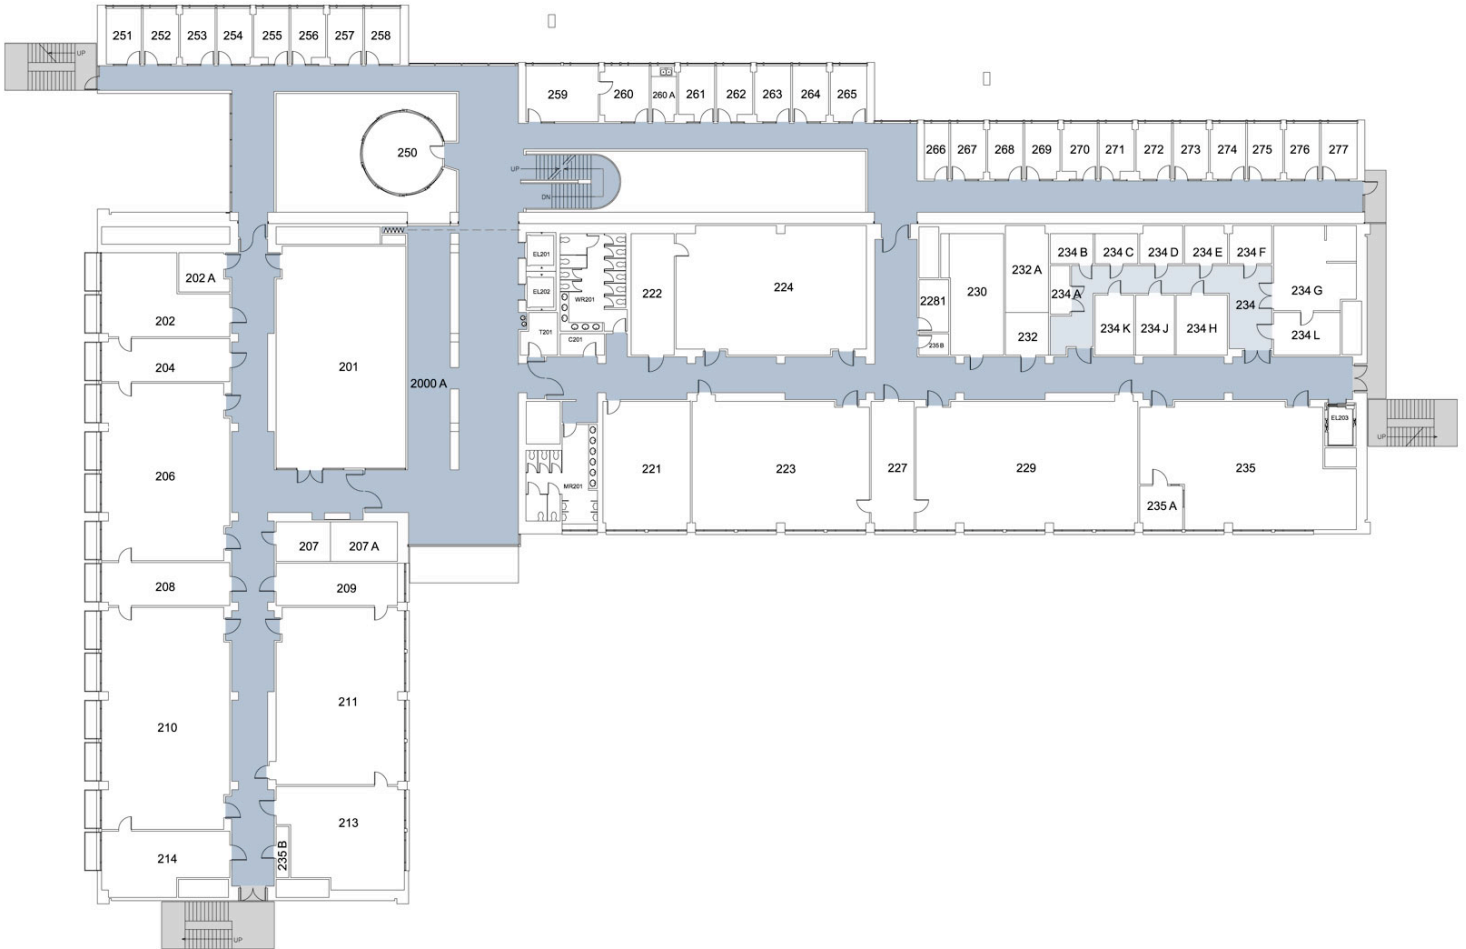 251 252 253 254 255 256 257 258
UP
259 260 260 A 261 262 263 264 265
266 267 268 269 270 271 272 273 274 275 276 277
250
UP
DN
202 A
202
204
201
2000 A
EL201
EL202
WR201
T201
C201
222
224
2281
235 B
230
232 A
232
234 B 234 C 234 D 234 E 234 F
234 A
234
234 G
234 K 234 J 234 H
234 L
206
221
223
227
229
235
235 A
EL203
UP
MR201
207 207 A
208
209
210
211
213
214
235 B
UP